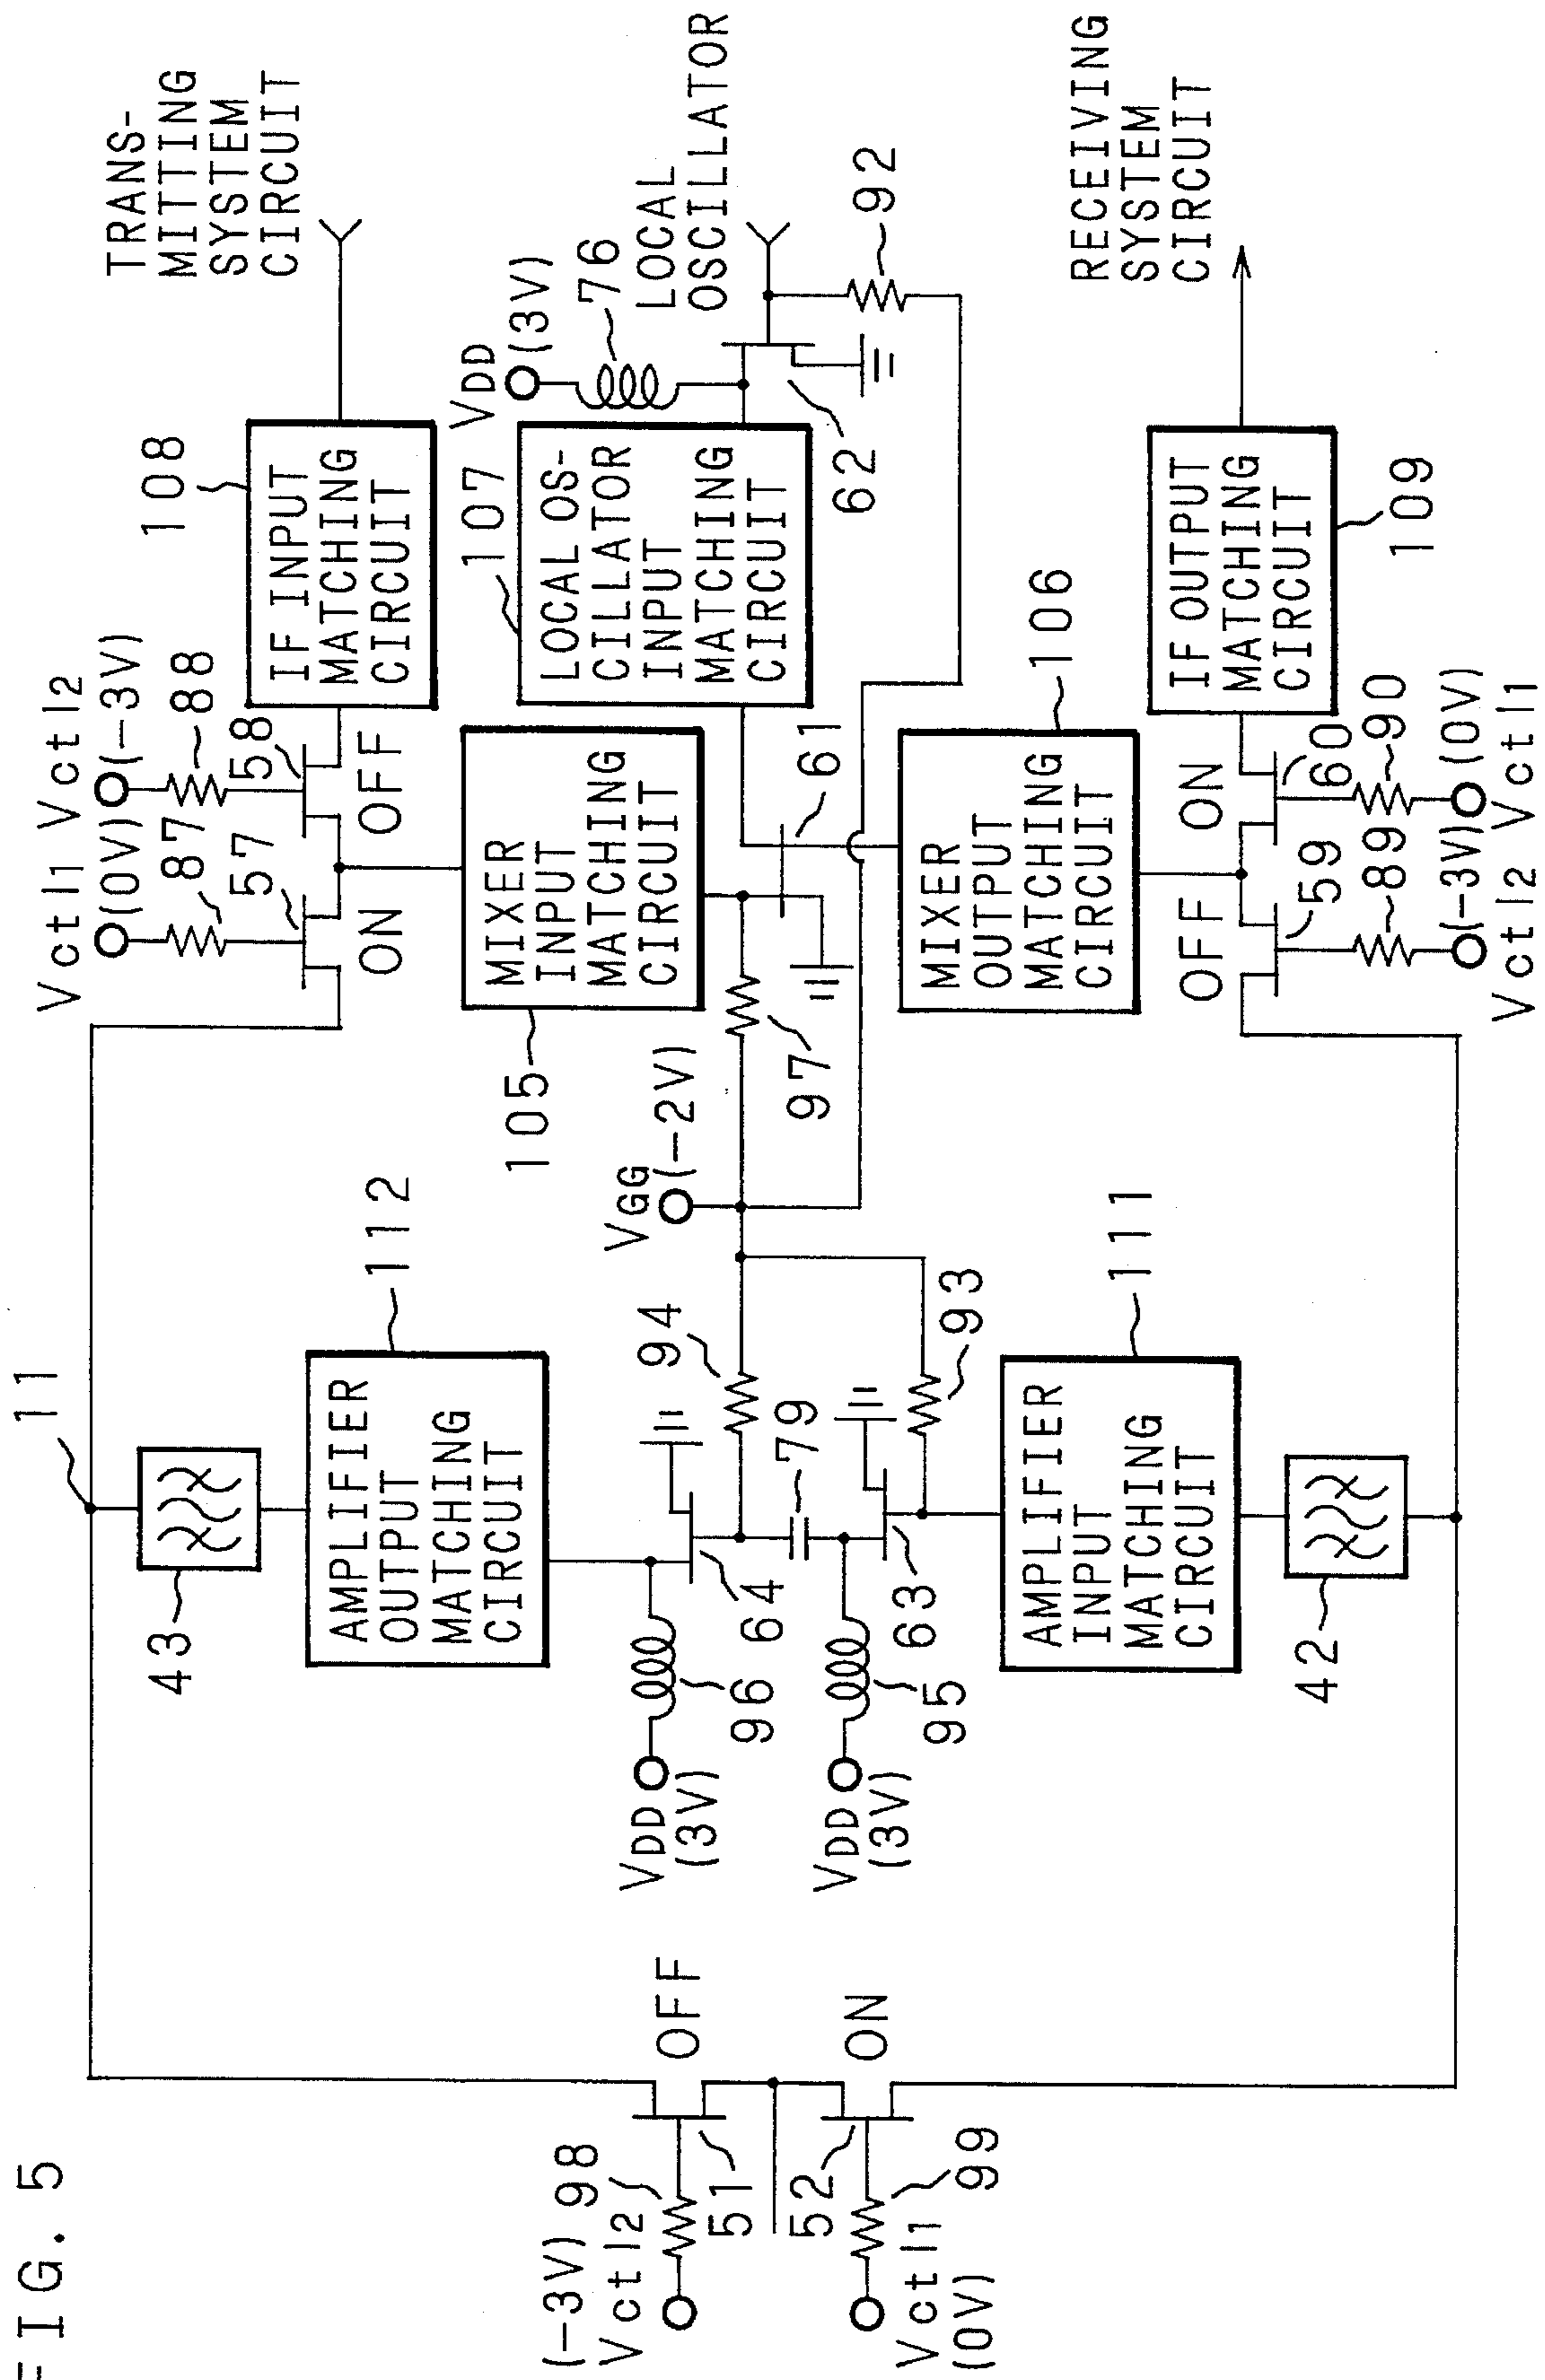 FIG. 5
11
43
AMPLIFIER
OUTPUT
MATCHING
CIRCUIT
112
Vctl1
(0V)
87
57
ON
Vctl2
(-3V)
88
58
OFF
108
IF INPUT
MATCHING
CIRCUIT
TRANS-
MITTING
SYSTEM
CIRCUIT
105
MIXER
INPUT
MATCHING
CIRCUIT
107
LOCAL OS-
CILLATOR
INPUT
MATCHING
CIRCUIT
VDD
(3V)
76
LOCAL
OSCILLATOR
62
92
(-3V)
Vctl2
98
51
OFF
52
ON
99
Vctl1
(0V)
VDD
(3V)
96
64
94
79
VDD
(3V)
95
63
93
VGG
(-2V)
97
61
AMPLIFIER
INPUT
MATCHING
CIRCUIT
111
42
MIXER
OUTPUT
MATCHING
CIRCUIT
106
OFF
59
89
(-3V)
Vctl2
ON
60
90
(0V)
Vctl1
IF OUTPUT
MATCHING
CIRCUIT
109
RECEIVING
SYSTEM
CIRCUIT